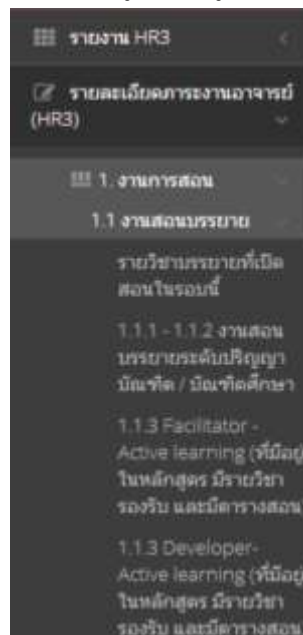 รายงาน HR3
รายละเอียดภาระงานอาจารย์
(HR3)
1. งานการสอน
1.1 งานสอนบรรยาย
รายวิชาบรรยายที่เปิด
สอนในรอบนี้
1.1.1 - 1.1.2 งานสอน
บรรยายระดับปริญญา
บัณฑิต / บัณฑิตศึกษา
1.1.3 Facilitator -
Active learning (ที่มีอยู่
ในหลักสูตร มีรายวิชา
รองรับ และมีตารางสอน)
1.1.3 Developer-
Active learning (ที่มีอยู่
ในหลักสูตร มีรายวิชา
รองรับ และมีตารางสอน